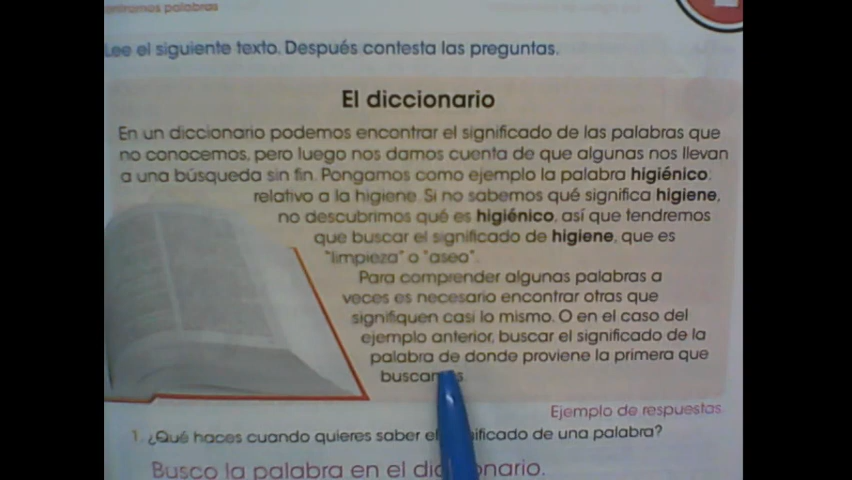 palabras
Lee el siguiente texto. Después contesta las preguntas.
El diccionario
En un diccionario podemos encontrar el significado de las palabras que
no conocemos, pero luego nos damos cuenta de que algunas nos llevan
a una búsqueda sin fin. Pongamos como ejemplo la palabra higiénico:
relativo a la higiene. Si no sabemos qué significa higiene,
no descubrimos qué es higiénico, así que tendremos
que buscar el significado de higiene, que es
"limpieza" o "aseo".
Para comprender algunas palabras a
veces es necesario encontrar otras que
signifiquen casi lo mismo. O en el caso del
ejemplo anterior, buscar el significado de la
palabra de donde proviene la primera que
Ejemplo de respuestas
1. ¿Qué haces cuando quieres saber el de una palabra?
Busco la palabra en el